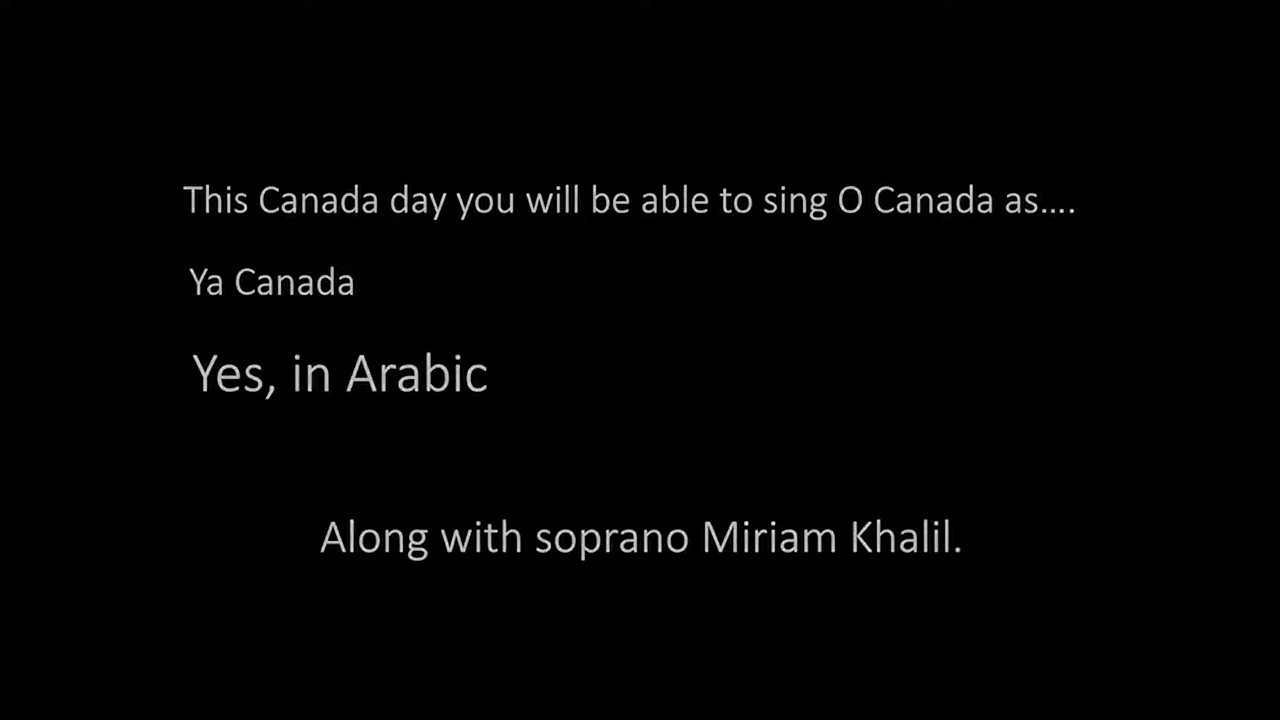 This Canada day you will be able to sing O Canada as....
Ya Canada
Yes, in Arabic
Along with soprano Miriam Khalil.